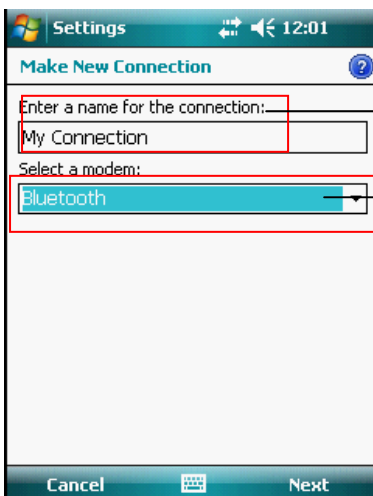 Settings 12:01
Make New Connection
Enter a name for the connection:
My Connection
Select a modem:
Bluetooth
Cancel Next